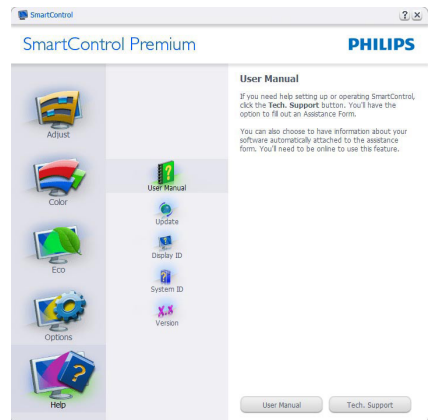 SmartControl
SmartControl Premium
PHILIPS
Adjust
Color
Eco
Options
Help
User Manual
Update
Display ID
System ID
X.X
Version
User Manual
If you need help setting up or operating SmartControl,
click the Tech. Support button. You'll have the
option to fill out an Assistance Form.
You can also choose to have information about your
software automatically attached to the assistance
form. You'll need to be online to use this feature.
User Manual
Tech. Support